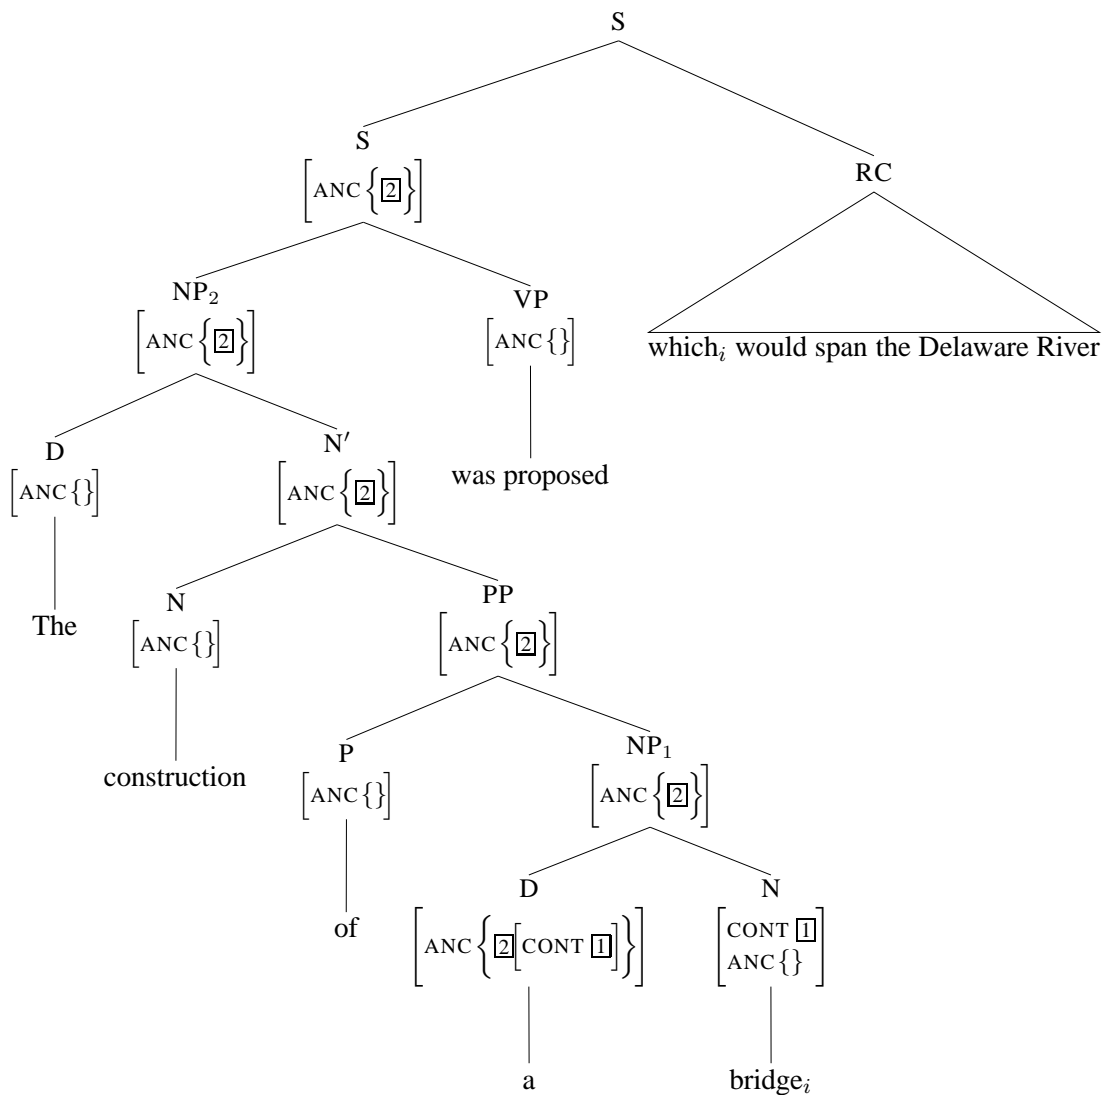 S
S
[ANC {[2]}]
RC
NP₂
[ANC {[2]}]
VP
[ANC {}]
which_i would span the Delaware River
D
[ANC {}]
N′
[ANC {[2]}]
was proposed
N
[ANC {}]
PP
[ANC {[2]}]
The
P
[ANC {}]
NP₁
[ANC {[2]}]
construction
D
[ANC {[2][CONT [1]]}]
N
[CONT [1]
ANC {}]
of
a
bridge_i